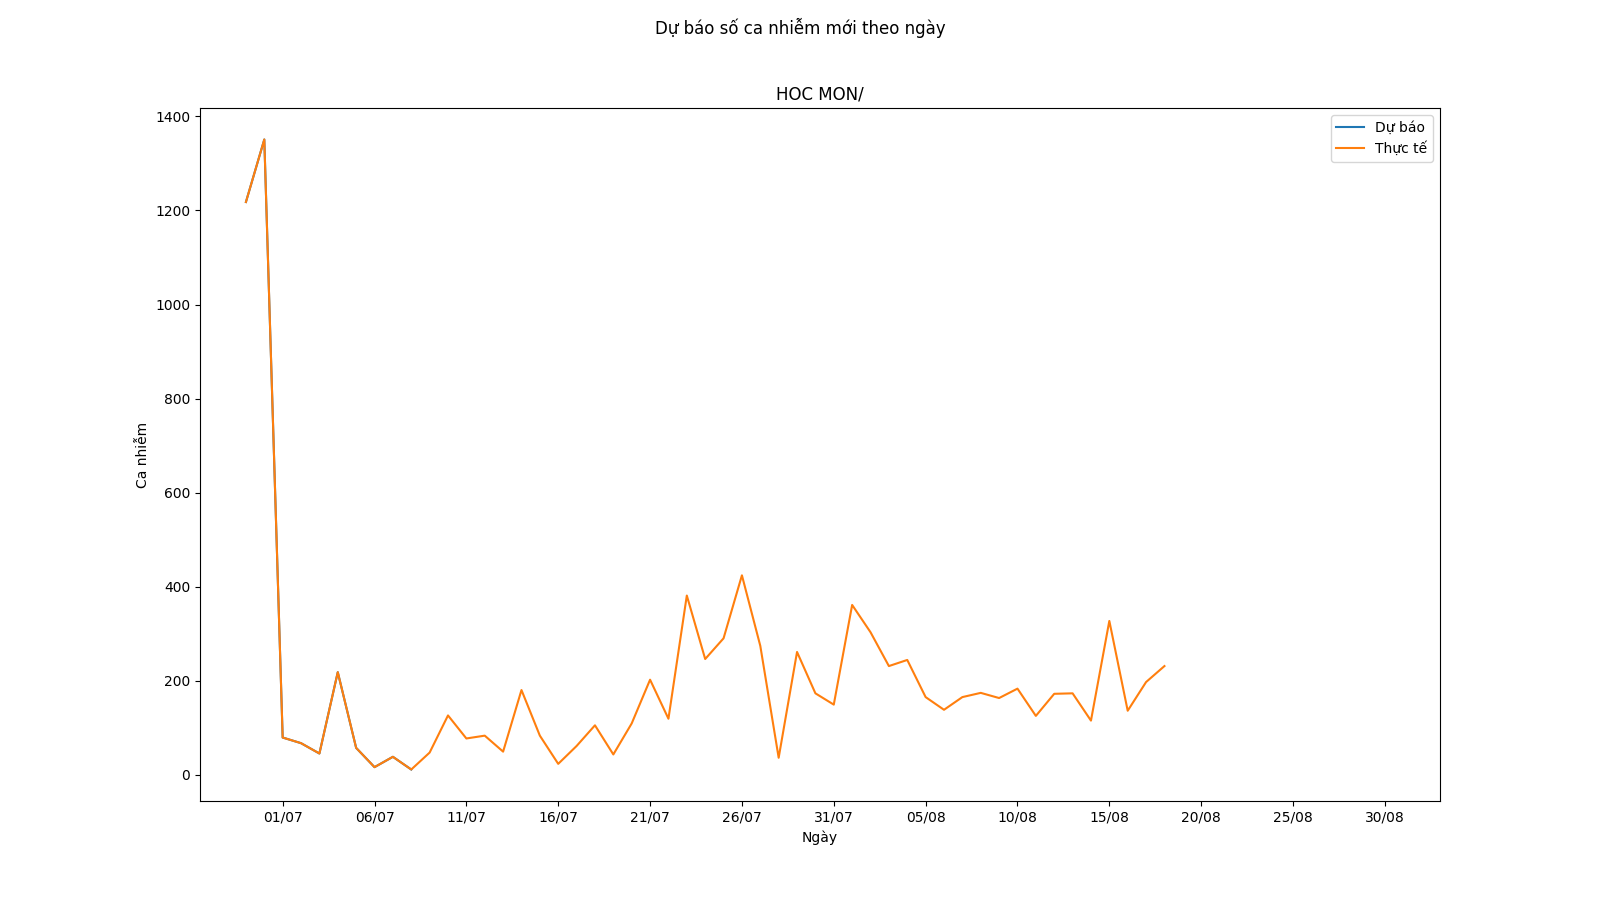 Dự báo số ca nhiễm mới theo ngày
HOC MON/
Dự báo
Thực tế
Ca nhiễm
1400
1200
1000
800
600
400
200
0
01/07 06/07 11/07 16/07 21/07 26/07 31/07 05/08 10/08 15/08 20/08 25/08 30/08
Ngày